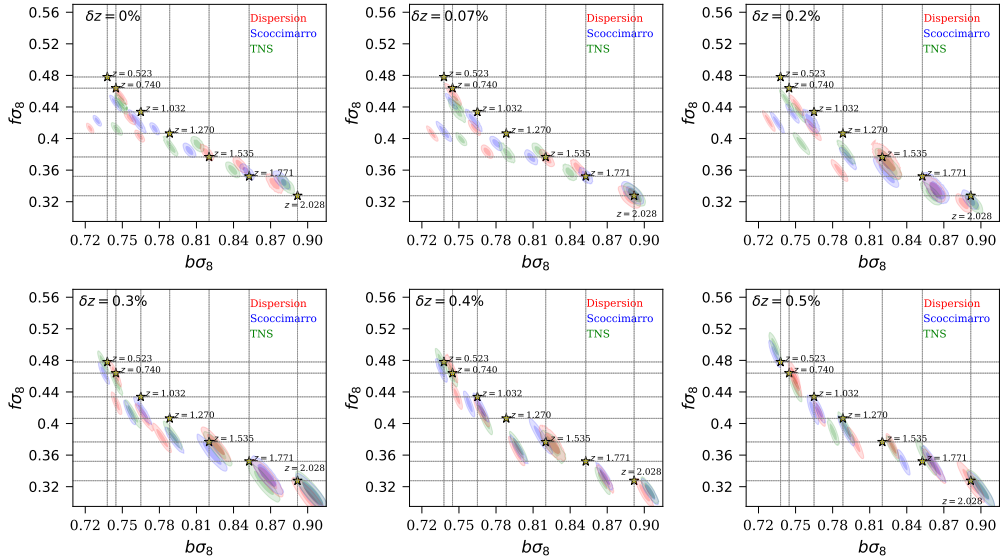 δz = 0%
Dispersion
Scoccimarro
TNS
z = 0.523
z = 0.740
z = 1.032
z = 1.270
z = 1.535
z = 1.771
z = 2.028
0.56
0.52
0.48
0.44
0.4
0.36
0.32
fσ8
0.72 0.75 0.78 0.81 0.84 0.87 0.90
bσ8
δz = 0.07%
Dispersion
Scoccimarro
TNS
z = 0.523
z = 0.740
z = 1.032
z = 1.270
z = 1.535
z = 1.771
z = 2.028
0.56
0.52
0.48
0.44
0.4
0.36
0.32
fσ8
0.72 0.75 0.78 0.81 0.84 0.87 0.90
bσ8
δz = 0.2%
Dispersion
Scoccimarro
TNS
z = 0.523
z = 0.740
z = 1.032
z = 1.270
z = 1.535
z = 1.771
z = 2.028
0.56
0.52
0.48
0.44
0.4
0.36
0.32
fσ8
0.72 0.75 0.78 0.81 0.84 0.87 0.90
bσ8
δz = 0.3%
Dispersion
Scoccimarro
TNS
z = 0.523
z = 0.740
z = 1.032
z = 1.270
z = 1.535
z = 1.771
z = 2.028
0.56
0.52
0.48
0.44
0.4
0.36
0.32
fσ8
0.72 0.75 0.78 0.81 0.84 0.87 0.90
bσ8
δz = 0.4%
Dispersion
Scoccimarro
TNS
z = 0.523
z = 0.740
z = 1.032
z = 1.270
z = 1.535
z = 1.771
z = 2.028
0.56
0.52
0.48
0.44
0.4
0.36
0.32
fσ8
0.72 0.75 0.78 0.81 0.84 0.87 0.90
bσ8
δz = 0.5%
Dispersion
Scoccimarro
TNS
z = 0.523
z = 0.740
z = 1.032
z = 1.270
z = 1.535
z = 1.771
z = 2.028
0.56
0.52
0.48
0.44
0.4
0.36
0.32
fσ8
0.72 0.75 0.78 0.81 0.84 0.87 0.90
bσ8